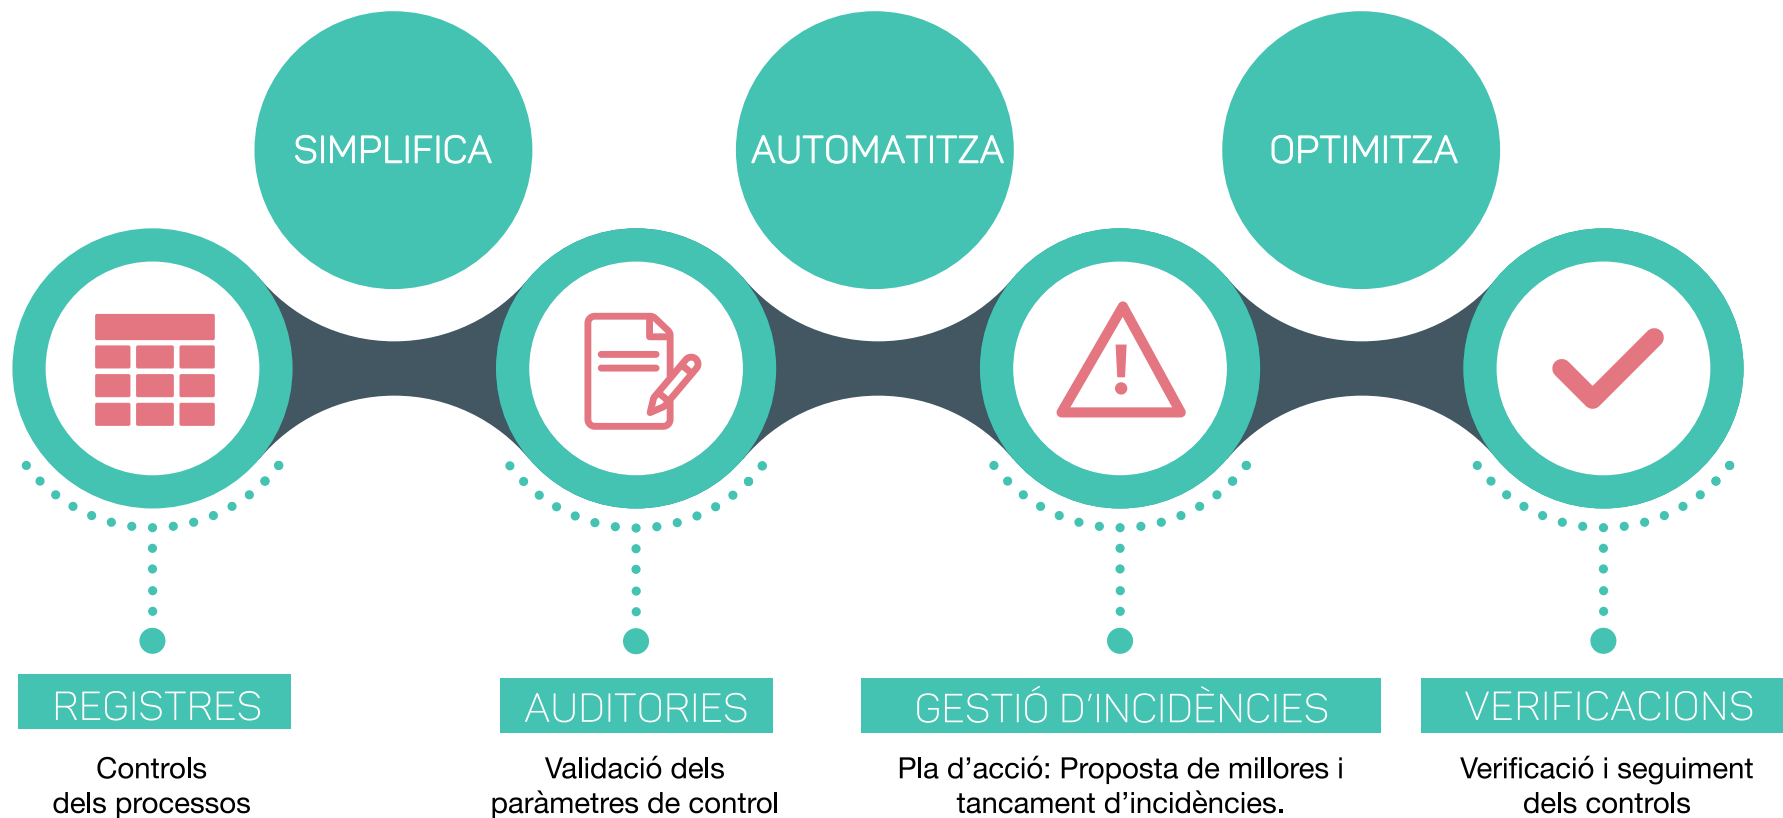 SIMPLIFICA
AUTOMATITZA
OPTIMITZA
REGISTRES
Controls
dels processos
AUDITORIES
Validació dels
paràmetres de control
GESTIÓ D'INCIDÈNCIES
Pla d’acció: Proposta de millores i
tancament d’incidències.
VERIFICACIONS
Verificació i seguiment
dels controls